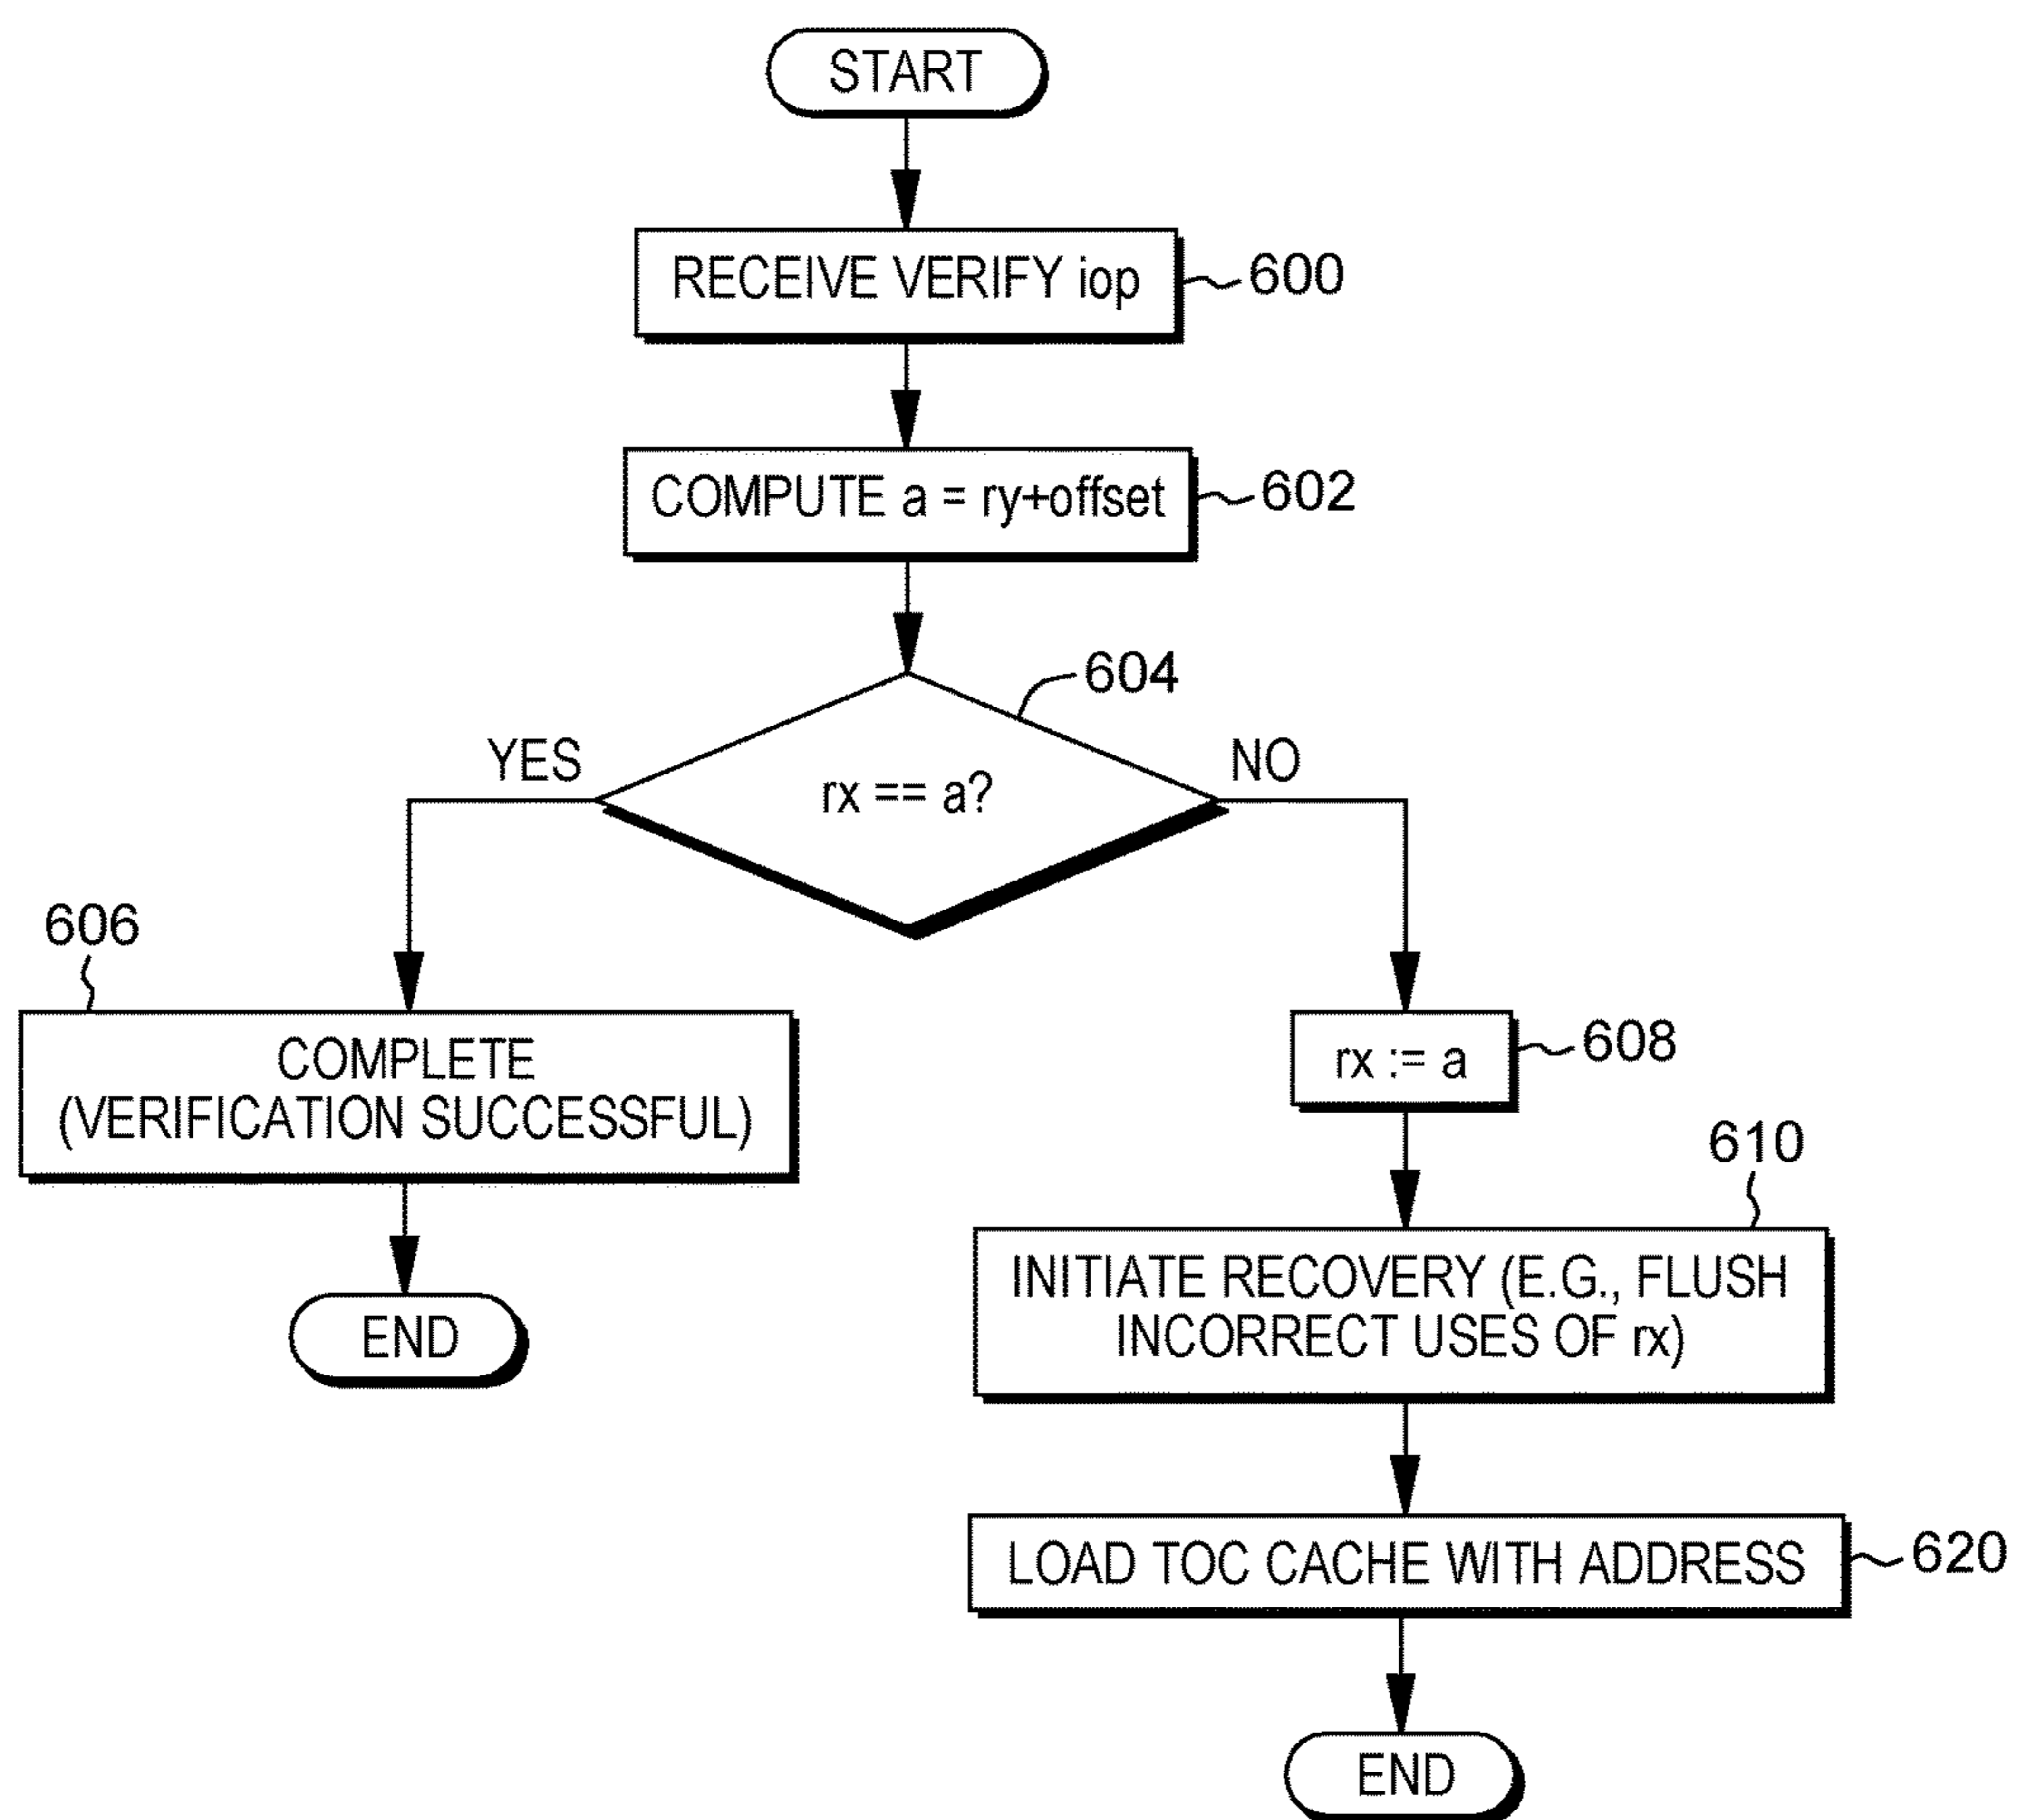 START
RECEIVE VERIFY iop
600
COMPUTE a = ry+offset
602
604
YES
rx == a?
NO
606
COMPLETE
(VERIFICATION SUCCESSFUL)
END
rx := a
608
610
INITIATE RECOVERY (E.G., FLUSH
INCORRECT USES OF rx)
LOAD TOC CACHE WITH ADDRESS
620
END